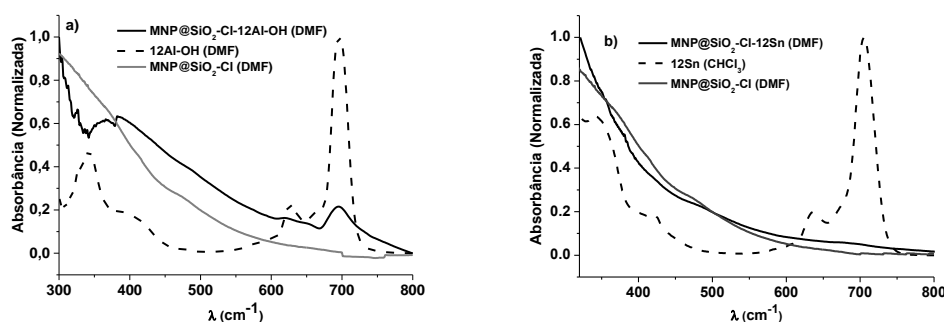 a)
MNP@SiO₂-Cl-12Al-OH (DMF)
12Al-OH (DMF)
MNP@SiO₂-Cl (DMF)
Absorbância (Normalizada)
1,0
0,8
0,6
0,4
0,2
0,0
300 400 500 600 700 800
λ (cm⁻¹)
b)
MNP@SiO₂-Cl-12Sn (DMF)
12Sn (CHCl₃)
MNP@SiO₂-Cl (DMF)
Absorbância (Normalizada)
1,0
0,8
0,6
0,4
0,2
0,0
400 500 600 700 800
λ (cm⁻¹)